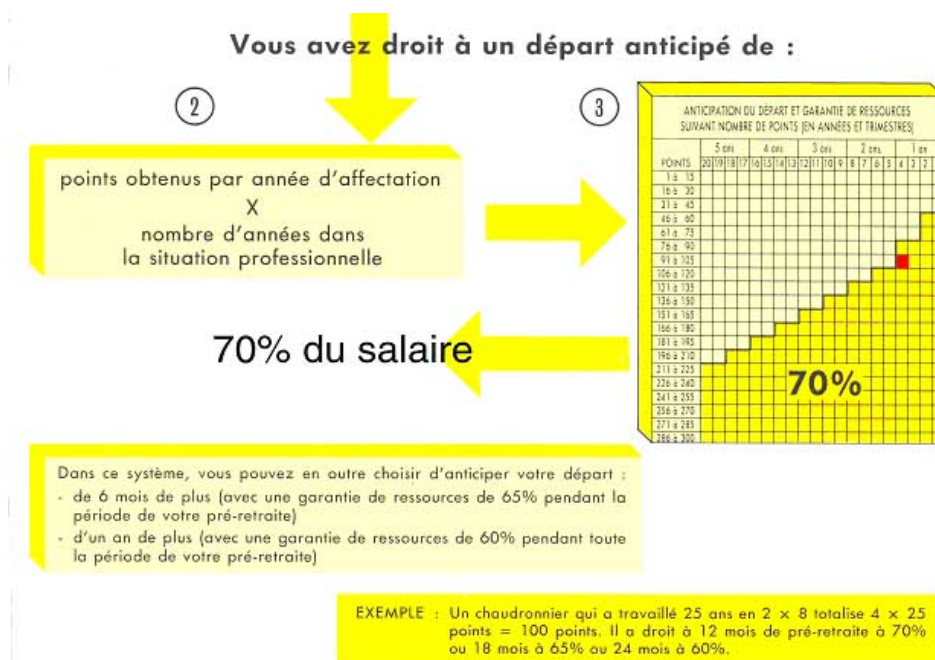 Vous avez droit à un départ anticipé de :
2
points obtenus par année d'affectation
X
nombre d'années dans
la situation professionnelle
3
ANTICIPATION DU DÉPART ET GARANTIE DE RESSOURCES
SUIVANT NOMBRE DE POINTS (EN ANNÉES ET TRIMESTRES)
5 ans 4 ans 3 ans 2 ans 1 an
POINTS 20 19 18 17 16 15 14 13 12 11 10 9 8 7 6 5 4 3 2
1 à 15
16 à 30
31 à 45
46 à 60
61 à 75
76 à 90
91 à 105
106 à 120
121 à 135
136 à 150
151 à 165
166 à 180
181 à 195
196 à 210
211 à 225
226 à 240
241 à 255
256 à 270
271 à 285
286 à 300
70%
70% du salaire
Dans ce système, vous pouvez en outre choisir d'anticiper votre départ :
- de 6 mois de plus (avec une garantie de ressources de 65% pendant la
période de votre pré-retraite)
- d'un an de plus (avec une garantie de ressources de 60% pendant toute
la période de votre pré-retraite)
EXEMPLE : Un chaudronnier qui a travaillé 25 ans en 2 × 8 totalise 4 × 25
points = 100 points. Il a droit à 12 mois de pré-retraite à 70%
ou 18 mois à 65% ou 24 mois à 60%.